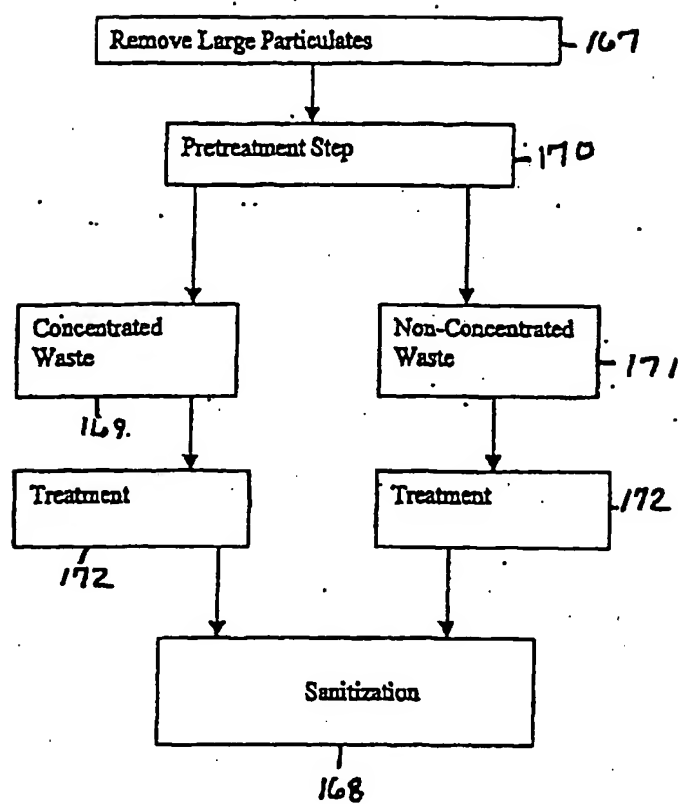 Remove Large Particulates
167
Pretreatment Step
170
Concentrated
Waste
Non-Concentrated
Waste
171
169.
Treatment
Treatment
172
172
Sanitization
168